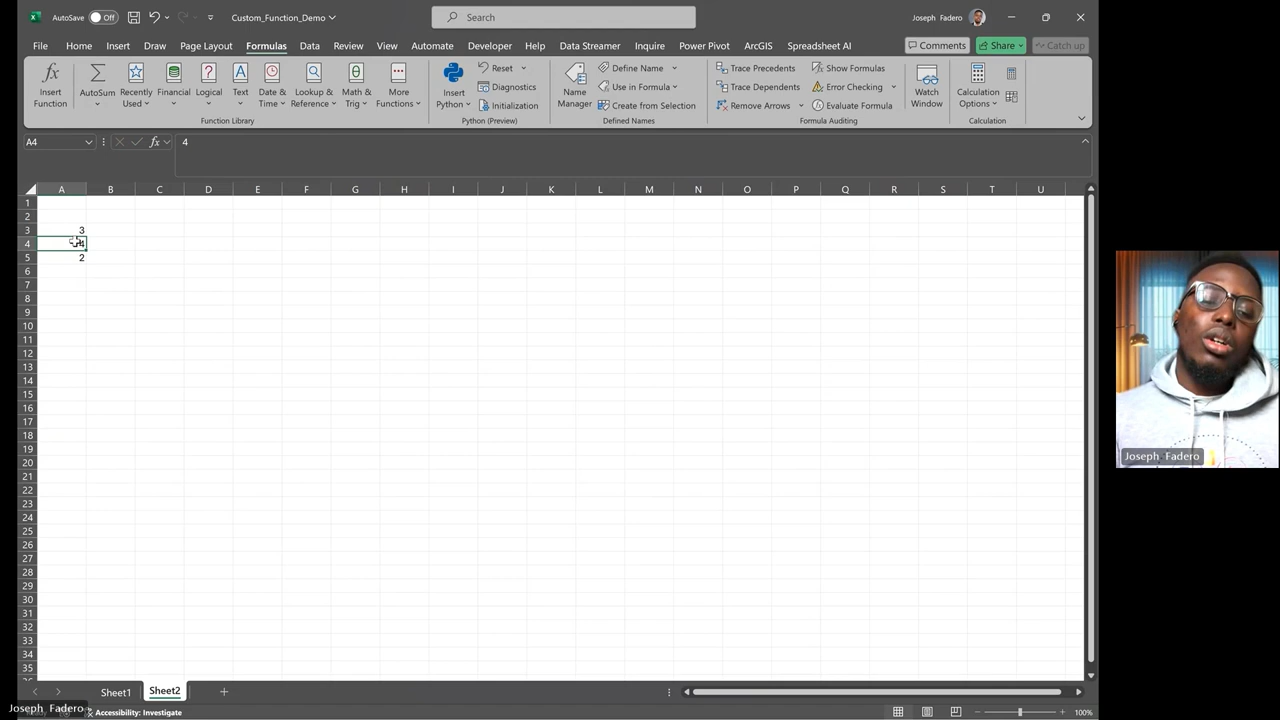 AutoSave Off Custom_Function_Demo Search Joseph Fadero
File Home Insert Draw Page Layout Formulas Data Review View Automate Developer Help Data Streamer Inquire Power Pivot ArcGIS Spreadsheet AI Comments Share Catch up
Insert Function
AutoSum
Recently Used
Financial
Logical
Text
Date & Time
Lookup & Reference
Math & Trig
More Functions
Function Library
Insert Python
Reset
Diagnostics
Initialization
Python (Preview)
Name Manager
Define Name
Use in Formula
Create from Selection
Defined Names
Trace Precedents
Trace Dependents
Remove Arrows
Show Formulas
Error Checking
Evaluate Formula
Formula Auditing
Watch Window
Calculation Options
Calculation
A4 fx 4
A B C D E F G H I J K L M N O P Q R S T U
1
2
3 3
4 4
5 2
6
7
8
9
10
11
12
13
14
15
16
17
18
19
20
21
22
23
24
25
26
27
28
29
30
31
32
33
34
35
Joseph Fadero
Sheet1 Sheet2
Joseph Fadero
Accessibility: Investigate
100%